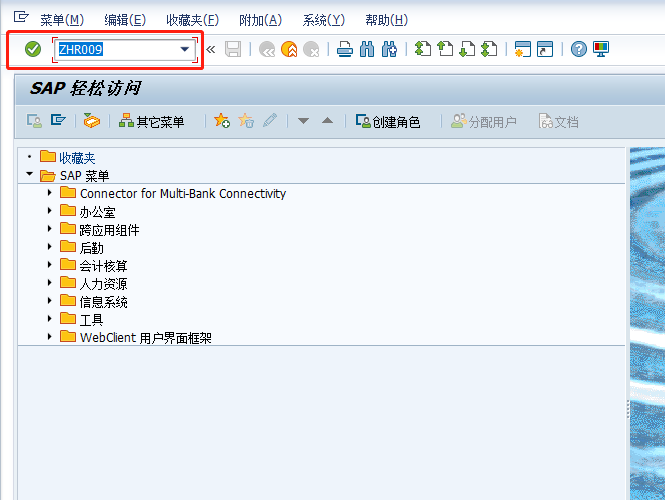 菜单(M) 编辑(E) 收藏夹(F) 附加(A) 系统(Y) 帮助(H)
ZHR009
SAP 轻松访问
其它菜单 创建角色 分配用户 文档
收藏夹
SAP 菜单
Connector for Multi-Bank Connectivity
办公室
跨应用组件
后勤
会计核算
人力资源
信息系统
工具
WebClient 用户界面框架